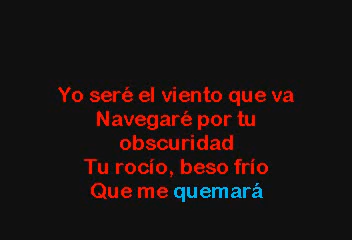 Yo seré el viento que va
Navegaré por tu
obscuridad
Tu rocío, beso frío
Que me quemará